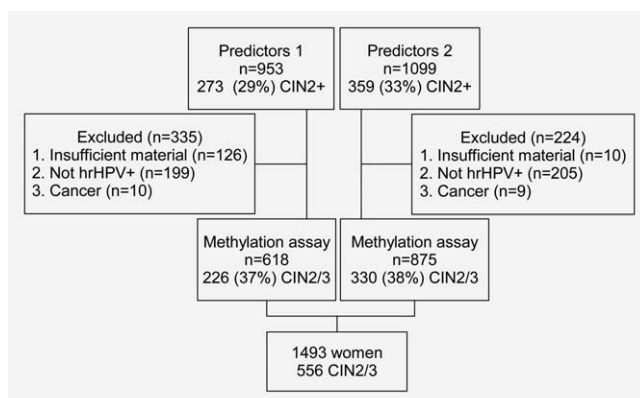 Predictors 1
n=953
273 (29%) CIN2+
Predictors 2
n=1099
359 (33%) CIN2+
Excluded (n=335)
1. Insufficient material (n=126)
2. Not hrHPV+ (n=199)
3. Cancer (n=10)
Excluded (n=224)
1. Insufficient material (n=10)
2. Not hrHPV+ (n=205)
3. Cancer (n=9)
Methylation assay
n=618
226 (37%) CIN2/3
Methylation assay
n=875
330 (38%) CIN2/3
1493 women
556 CIN2/3